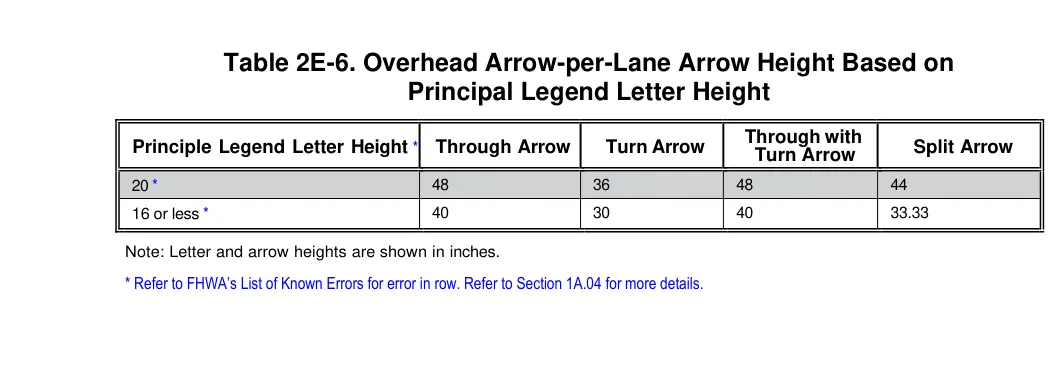 Table 2E-6. Overhead Arrow-per-Lane Arrow Height Based on
Principal Legend Letter Height
Principle Legend Letter Height * Through Arrow Turn Arrow Through with Turn Arrow Split Arrow
20 * 48 36 48 44
16 or less * 40 30 40 33.33
Note: Letter and arrow heights are shown in inches.
* Refer to FHWA's List of Known Errors for error in row. Refer to Section 1A.04 for more details.